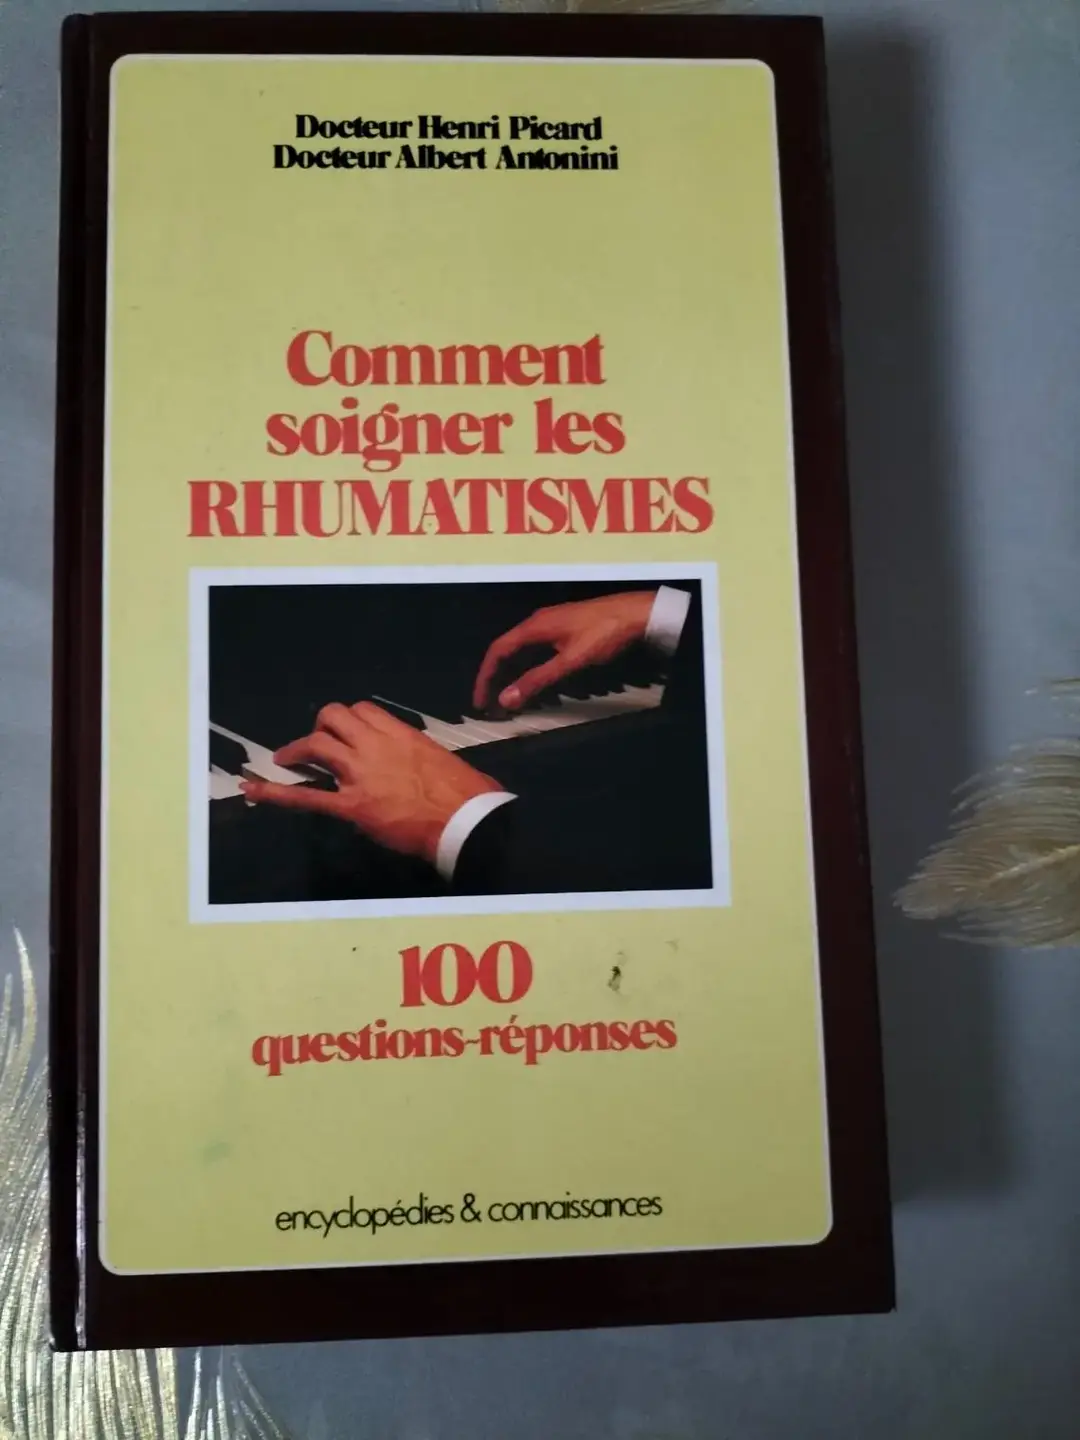 Docteur Henri Picard
Docteur Albert Antonini
Comment
soigner les
RHUMATISMES
100
questions-réponses
encyclopédies & connaissances